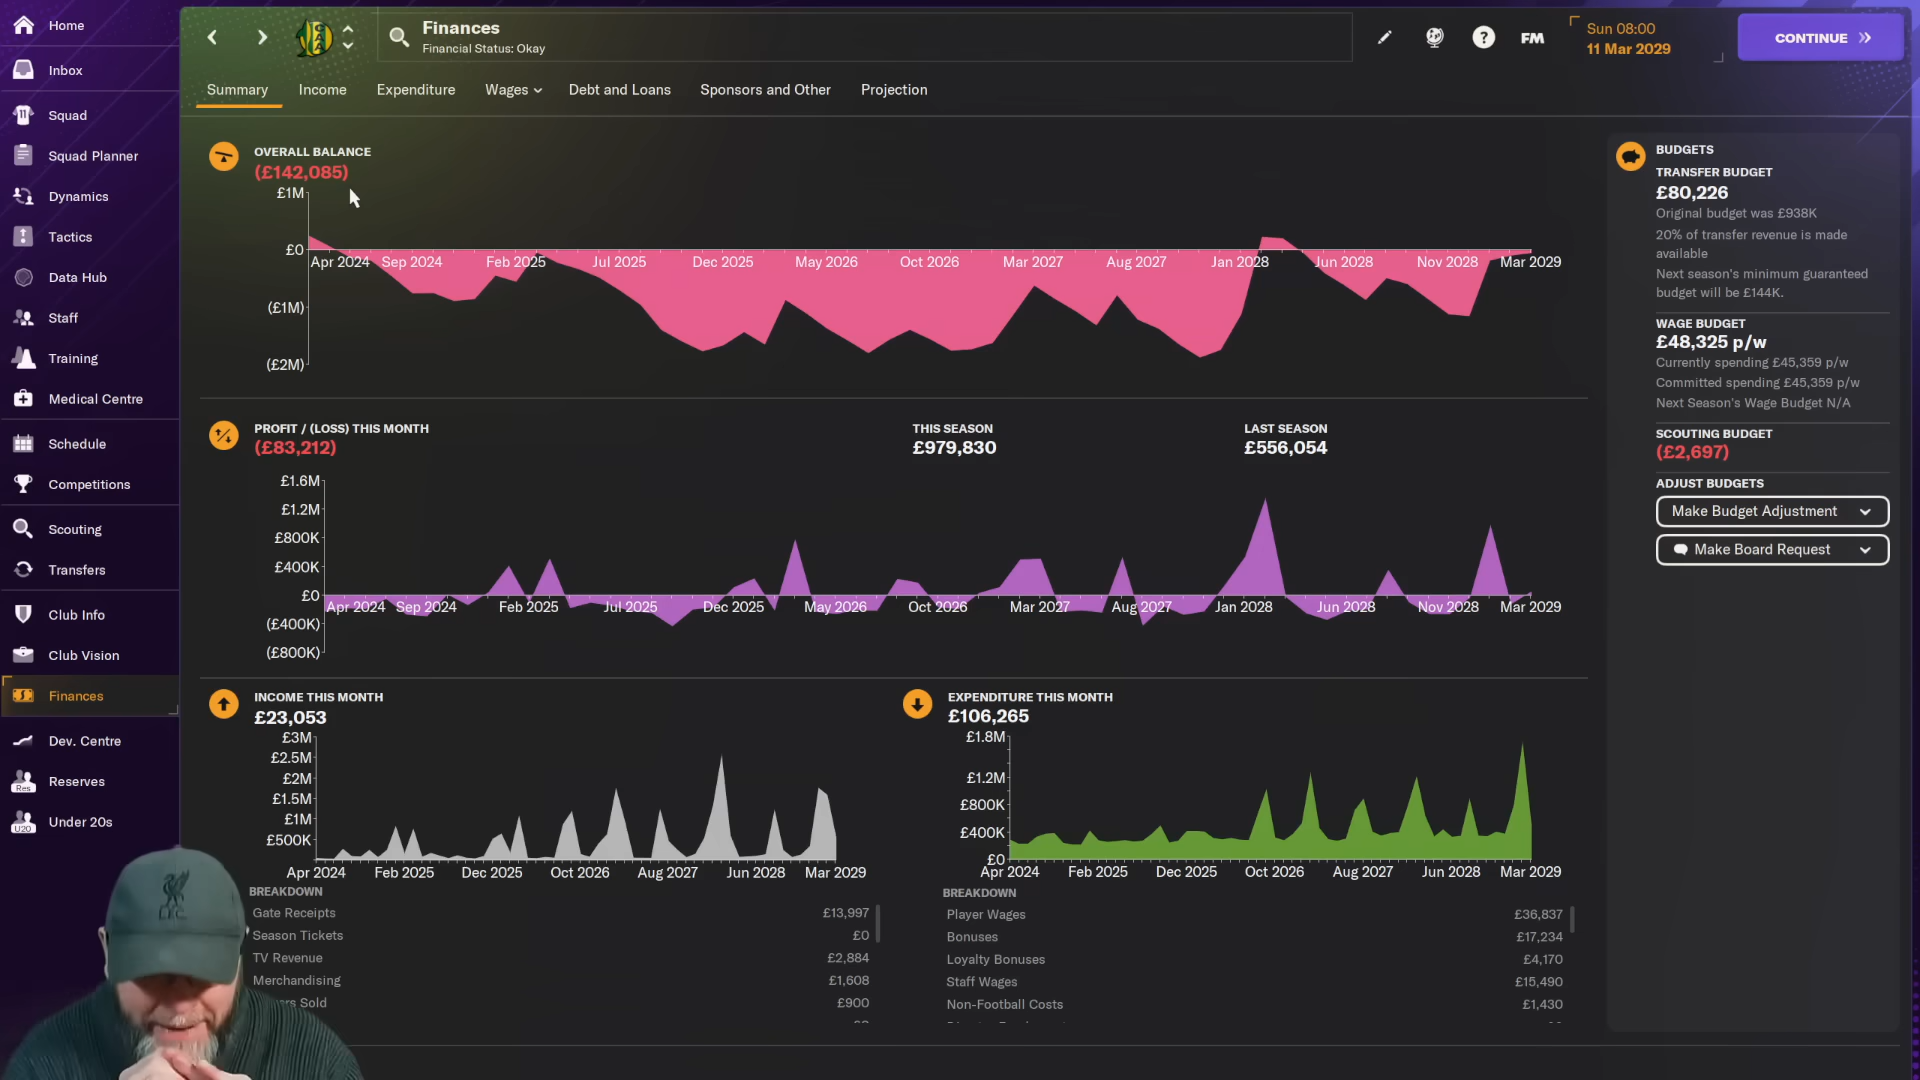 Home
Inbox
Squad
Squad Planner
Dynamics
Tactics
Data Hub
Staff
Training
Medical Centre
Schedule
Competitions
Scouting
Transfers
Club Info
Club Vision
Finances
Dev. Centre
Res
Reserves
U20
Under 20s
Finances
Financial Status: Okay
?
FM
Sun 08:00
11 Mar 2029
CONTINUE
Summary
Income
Expenditure
Wages
Debt and Loans
Sponsors and Other
Projection
OVERALL BALANCE
(£142,085)
£1M
£0
(£1M)
(£2M)
Apr 2024 Sep 2024 Feb 2025 Jul 2025 Dec 2025 May 2026 Oct 2026 Mar 2027 Aug 2027 Jan 2028 Jun 2028 Nov 2028 Mar 2029
PROFIT / (LOSS) THIS MONTH
(£83,212)
THIS SEASON
£979,830
LAST SEASON
£556,054
£1.6M
£1.2M
£800K
£400K
£0
(£400K)
(£800K)
Apr 2024 Sep 2024 Feb 2025 Jul 2025 Dec 2025 May 2026 Oct 2026 Mar 2027 Aug 2027 Jan 2028 Jun 2028 Nov 2028 Mar 2029
INCOME THIS MONTH
£23,053
£3M
£2.5M
£2M
£1.5M
£1M
£500K
Apr 2024 Feb 2025 Dec 2025 Oct 2026 Aug 2027 Jun 2028 Mar 2029
BREAKDOWN
Gate Receipts £13,997
Season Tickets £0
TV Revenue £2,884
Merchandising £1,608
Sold £900
EXPENDITURE THIS MONTH
£106,265
£1.8M
£1.2M
£800K
£400K
£0
Apr 2024 Feb 2025 Dec 2025 Oct 2026 Aug 2027 Jun 2028 Mar 2029
BREAKDOWN
Player Wages £36,837
Bonuses £17,234
Loyalty Bonuses £4,170
Staff Wages £15,490
Non-Football Costs £1,430
BUDGETS
TRANSFER BUDGET
£80,226
Original budget was £938K
20% of transfer revenue is made
available
Next season's minimum guaranteed
budget will be £144K.
WAGE BUDGET
£48,325 p/w
Currently spending £45,359 p/w
Committed spending £45,359 p/w
Next Season's Wage Budget N/A
SCOUTING BUDGET
(£2,697)
ADJUST BUDGETS
Make Budget Adjustment
Make Board Request